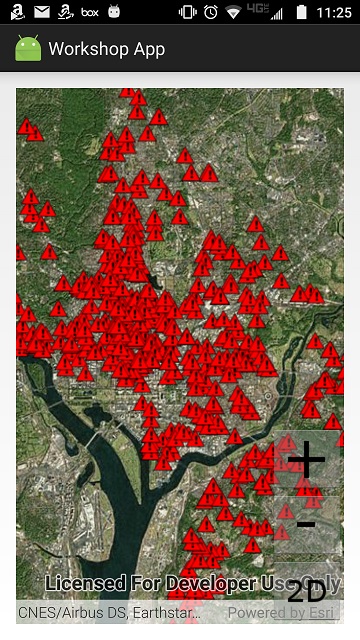 box 4G 11:25
Workshop App
+
-
2D
Licensed For Developer Use Only
CNES/Airbus DS, Earthstar... Powered by Esri